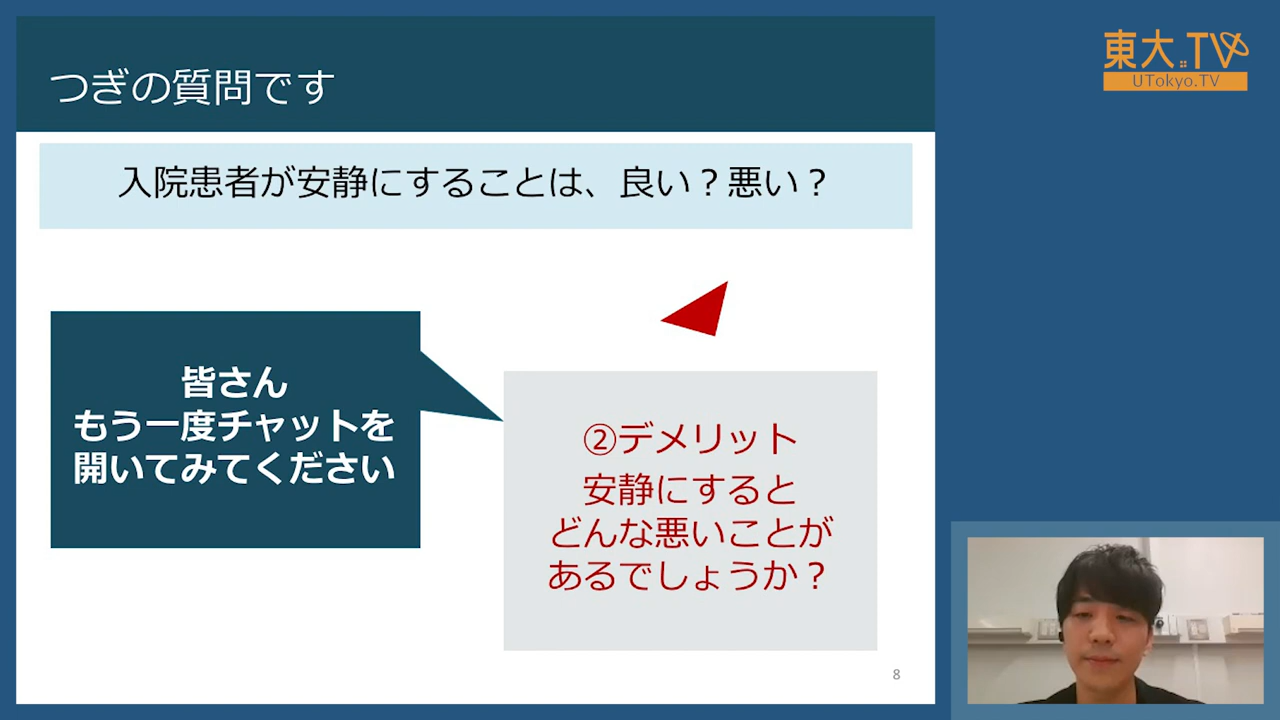 つぎの質問です
入院患者が安静にすることは、良い？悪い？
皆さん
もう一度チャットを
開いてみてください
②デメリット
安静にすると
どんな悪いことが
あるでしょうか？
8
東大.TV
UTokyo.TV